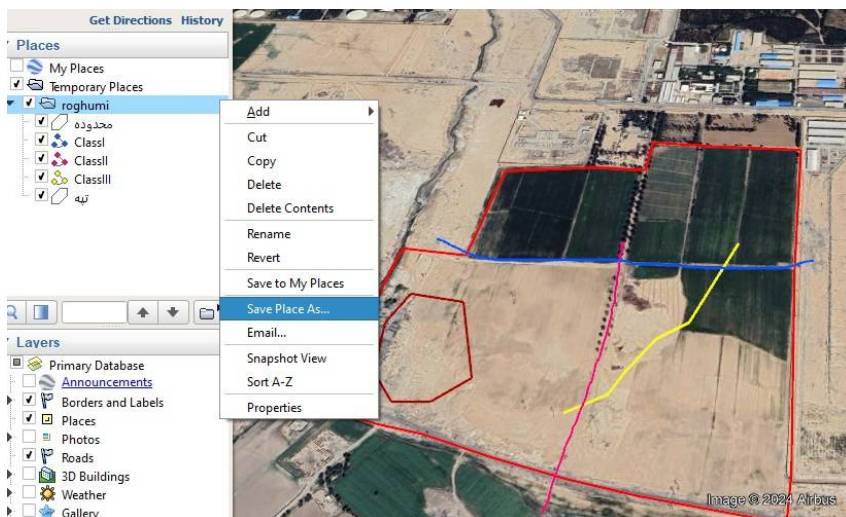 Get Directions History
Places
My Places
Temporary Places
roghumi
محدوده
ClassI
ClassII
ClassIII
تپه
Add
Cut
Copy
Delete
Delete Contents
Rename
Revert
Save to My Places
Save Place As...
Email...
Snapshot View
Sort A-Z
Properties
Layers
Primary Database
Announcements
Borders and Labels
Places
Photos
Roads
3D Buildings
Weather
Gallery
Image © 2024 Airbus